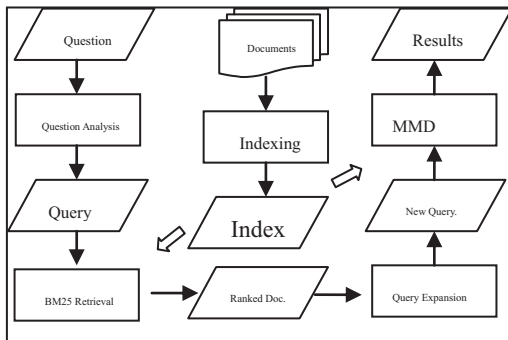 Question
Documents
Results
Question Analysis
Indexing
MMD
Query
Index
New Query.
BM25 Retrieval
Ranked Doc.
Query Expansion